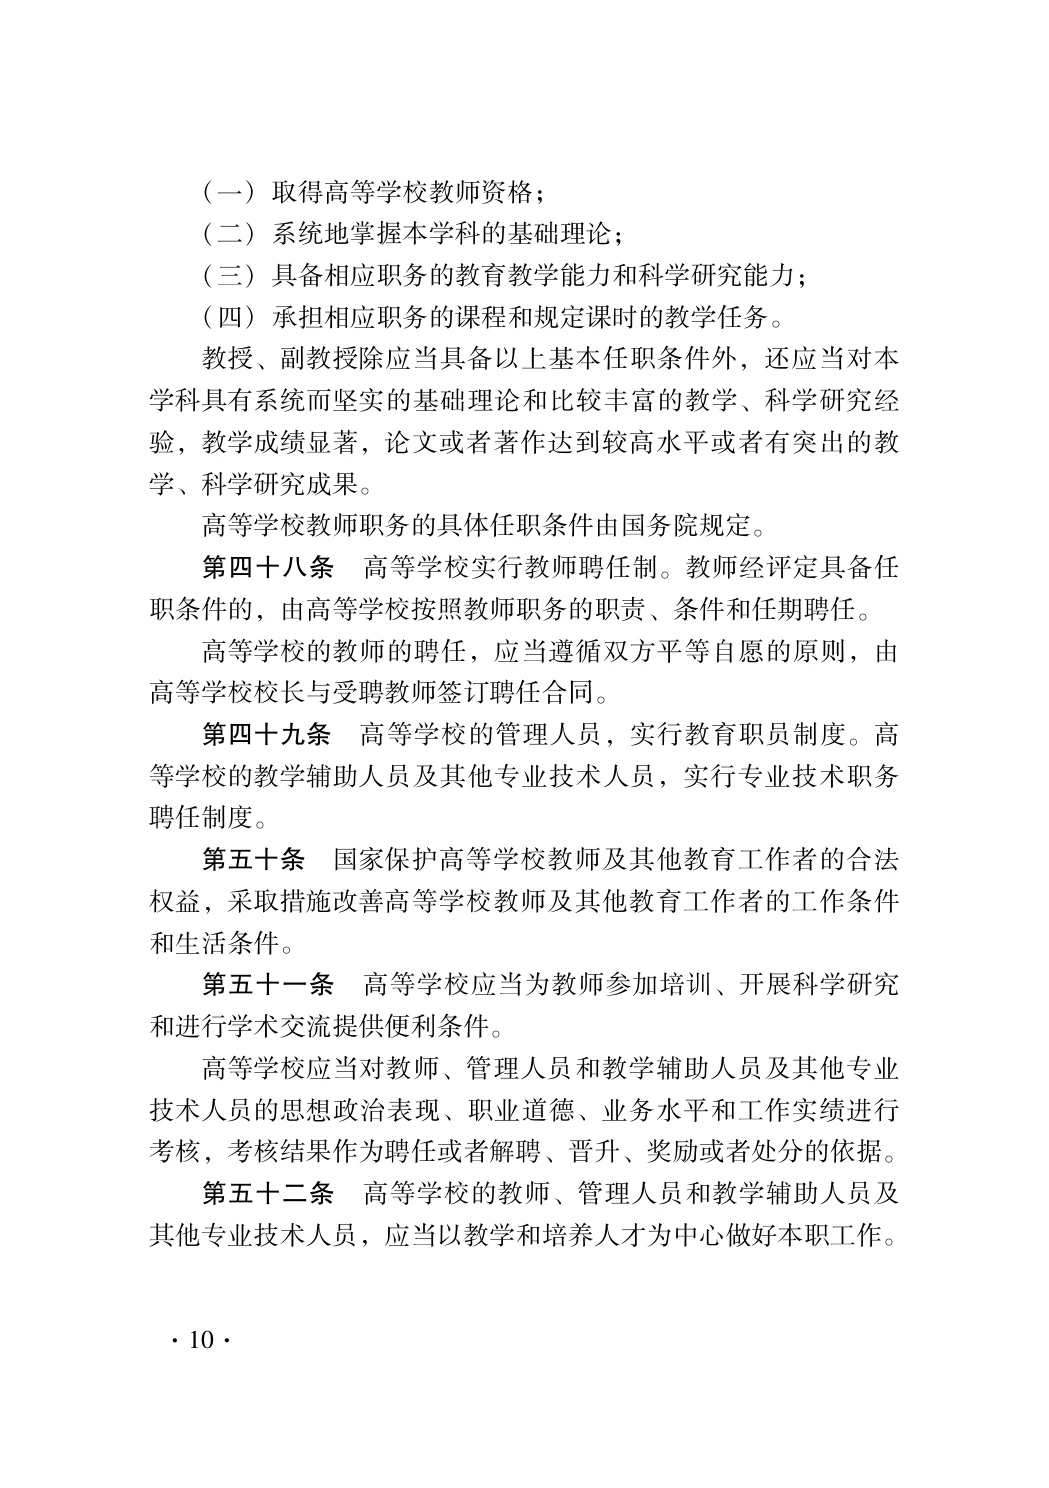 （一）取得高等学校教师资格；
（二）系统地掌握本学科的基础理论；
（三）具备相应职务的教育教学能力和科学研究能力；
（四）承担相应职务的课程和规定课时的教学任务。
教授、副教授除应当具备以上基本任职条件外，还应当对本
学科具有系统而坚实的基础理论和比较丰富的教学、科学研究经
验，教学成绩显著，论文或者著作达到较高水平或者有突出的教
学、科学研究成果。
高等学校教师职务的具体任职条件由国务院规定。
第四十八条　高等学校实行教师聘任制。教师经评定具备任
职条件的，由高等学校按照教师职务的职责、条件和任期聘任。
高等学校的教师的聘任，应当遵循双方平等自愿的原则，由
高等学校校长与受聘教师签订聘任合同。
第四十九条　高等学校的管理人员，实行教育职员制度。高
等学校的教学辅助人员及其他专业技术人员，实行专业技术职务
聘任制度。
第五十条　国家保护高等学校教师及其他教育工作者的合法
权益，采取措施改善高等学校教师及其他教育工作者的工作条件
和生活条件。
第五十一条　高等学校应当为教师参加培训、开展科学研究
和进行学术交流提供便利条件。
高等学校应当对教师、管理人员和教学辅助人员及其他专业
技术人员的思想政治表现、职业道德、业务水平和工作实绩进行
考核，考核结果作为聘任或者解聘、晋升、奖励或者处分的依据。
第五十二条　高等学校的教师、管理人员和教学辅助人员及
其他专业技术人员，应当以教学和培养人才为中心做好本职工作。
· 10 ·